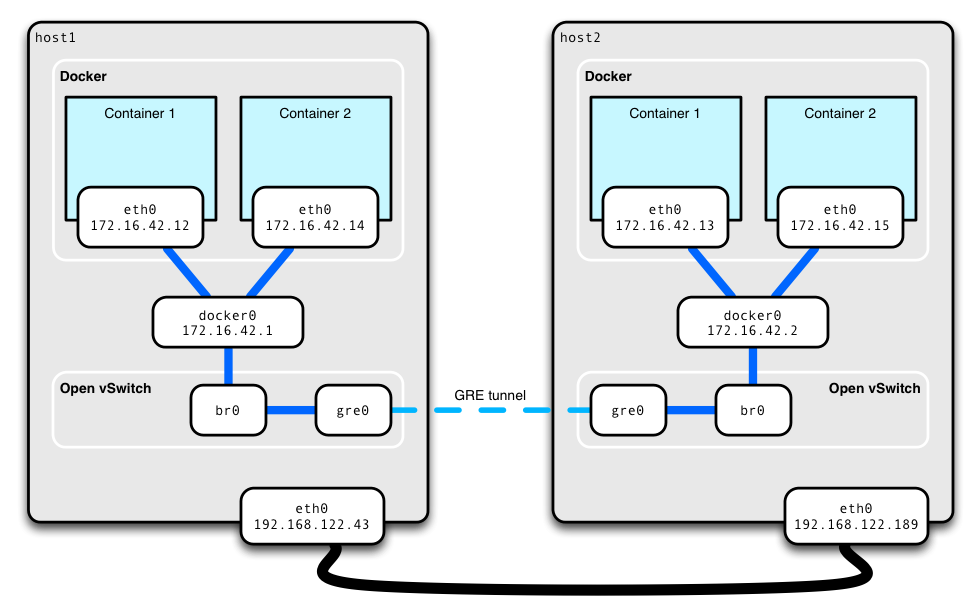 host1
Docker
Container 1
Container 2
eth0
172.16.42.12
eth0
172.16.42.14
docker0
172.16.42.1
Open vSwitch
br0
gre0
eth0
192.168.122.43
GRE tunnel
host2
Docker
Container 1
Container 2
eth0
172.16.42.13
eth0
172.16.42.15
docker0
172.16.42.2
Open vSwitch
gre0
br0
eth0
192.168.122.189